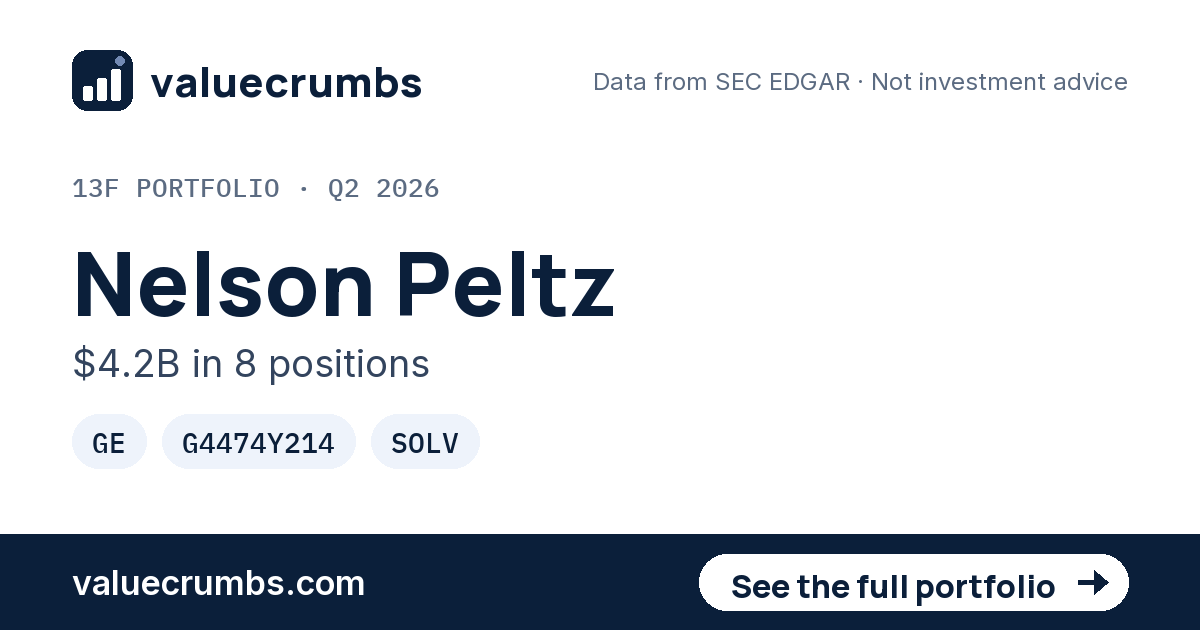 valuecrumbs
Data from SEC EDGAR · Not investment advice
13F PORTFOLIO · Q2 2026
Nelson Peltz
$4.2B in 8 positions
GE
G4474Y214
SOLV
valuecrumbs.com
See the full portfolio →